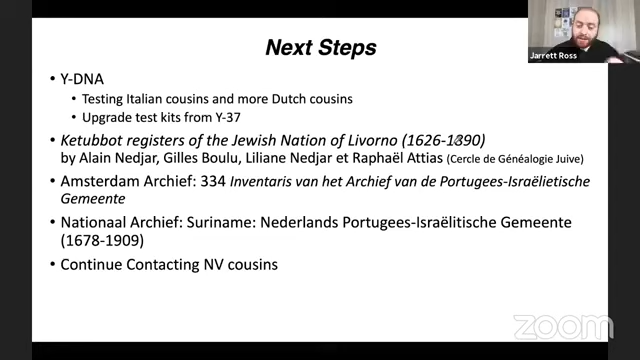 Next Steps
Jarrett Ross
• Y-DNA
• Testing Italian cousins and more Dutch cousins
• Upgrade test kits from Y-37
• Ketubbot registers of the Jewish Nation of Livorno (1626-1890)
by Alain Nedjar, Gilles Boulu, Liliane Nedjar et Raphaël Attias (Cercle de Généalogie Juive)
• Amsterdam Archief: 334 Inventaris van het Archief van de Portugees-Israëlietische
Gemeente
• Nationaal Archief: Suriname: Nederlands Portugees-Israëlitische Gemeente
(1678-1909)
• Continue Contacting NV cousins
zoom